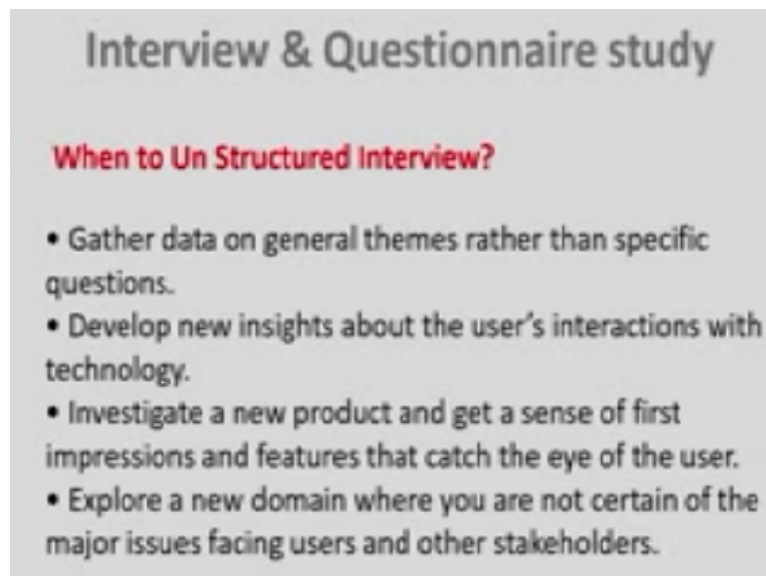 Interview & Questionnaire study
When to Un Structured Interview?
• Gather data on general themes rather than specific
questions.
• Develop new insights about the user's interactions with
technology.
• Investigate a new product and get a sense of first
impressions and features that catch the eye of the user.
• Explore a new domain where you are not certain of the
major issues facing users and other stakeholders.